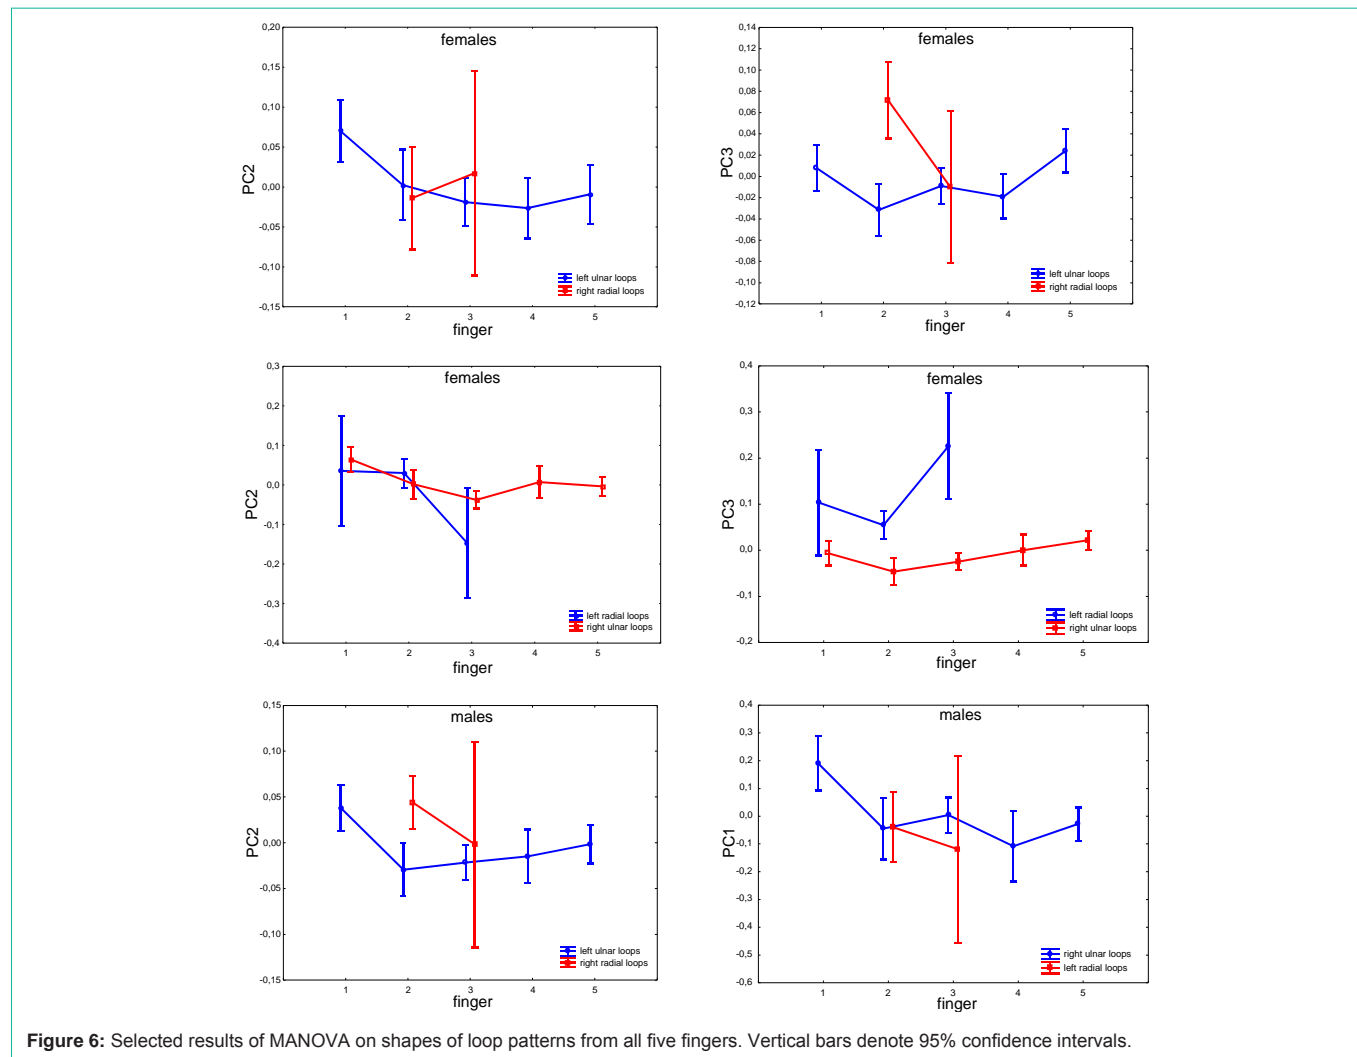 females
0,20
0,15
0,10
0,05
0,00
-0,05
-0,10
-0,15
PC2
1 2 3 4 5
finger
left ulnar loops
right radial loops
females
0,14
0,12
0,10
0,08
0,06
0,04
0,02
0,00
-0,02
-0,04
-0,06
-0,08
-0,10
-0,12
PC3
1 2 3 4 5
finger
left ulnar loops
right radial loops
females
0,3
0,2
0,1
0,0
-0,1
-0,2
-0,3
-0,4
PC2
1 2 3 4 5
finger
left radial loops
right ulnar loops
females
0,4
0,3
0,2
0,1
0,0
-0,1
-0,2
PC3
1 2 3 4 5
finger
left radial loops
right ulnar loops
males
0,15
0,10
0,05
0,00
-0,05
-0,10
-0,15
PC2
1 2 3 4 5
finger
left ulnar loops
right radial loops
males
0,4
0,3
0,2
0,1
0,0
-0,1
-0,2
-0,3
-0,4
-0,5
-0,6
PC1
1 2 3 4 5
finger
right ulnar loops
left radial loops
Figure 6: Selected results of MANOVA on shapes of loop patterns from all five fingers. Vertical bars denote 95% confidence intervals.